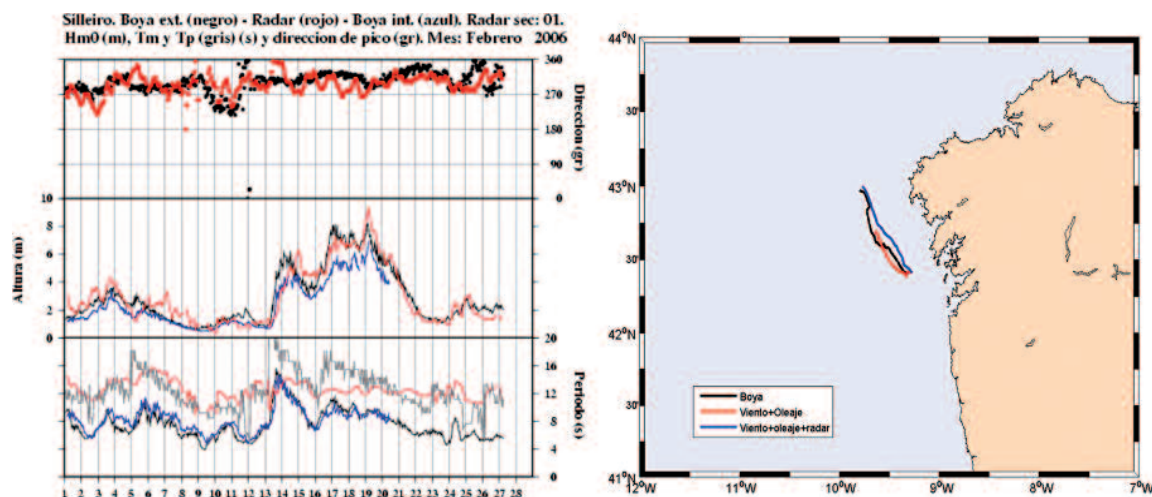 Silleiro. Boya ext. (negro) - Radar (rojo) - Boya int. (azul). Radar sec: 01.
Hm0 (m), Tm y Tp (gris) (s) y direccion de pico (gr). Mes: Febrero 2006
360
270
150
90
0
Direccion (gr)
10
8
6
4
2
0
Altura (m)
20
16
12
8
4
0
Periodo (s)
1 2 3 4 5 6 7 8 9 10 11 12 13 14 15 16 17 18 19 20 21 22 23 24 25 26 27 28
44°N
30'
43°N
30'
42°N
30'
41°N
12°W 11°W 10°W 9°W 8°W 7°W
Boya
Viento+Oleaje
Viento+oleaje+radar